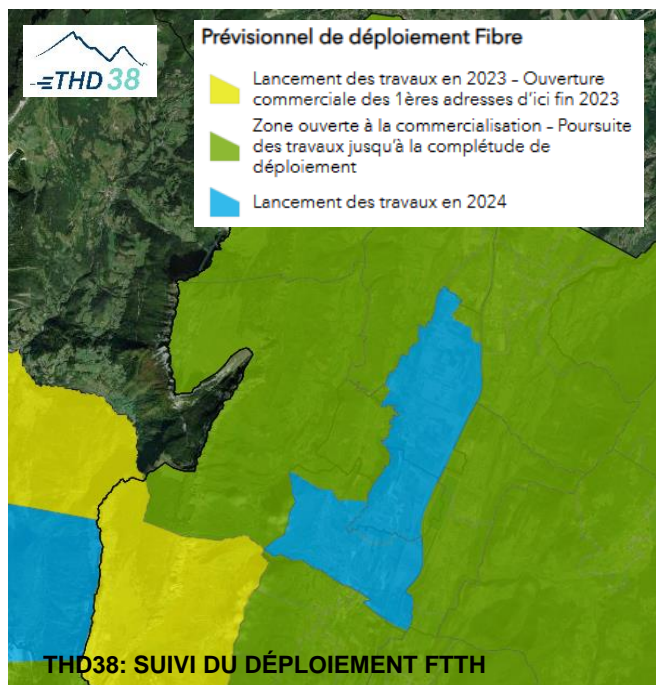 THD38
Prévisionnel de déploiement Fibre
Lancement des travaux en 2023 – Ouverture
commerciale des 1ères adresses d'ici fin 2023
Zone ouverte à la commercialisation – Poursuite
des travaux jusqu'à la complétude de
déploiement
Lancement des travaux en 2024
THD38: SUIVI DU DÉPLOIEMENT FTTH